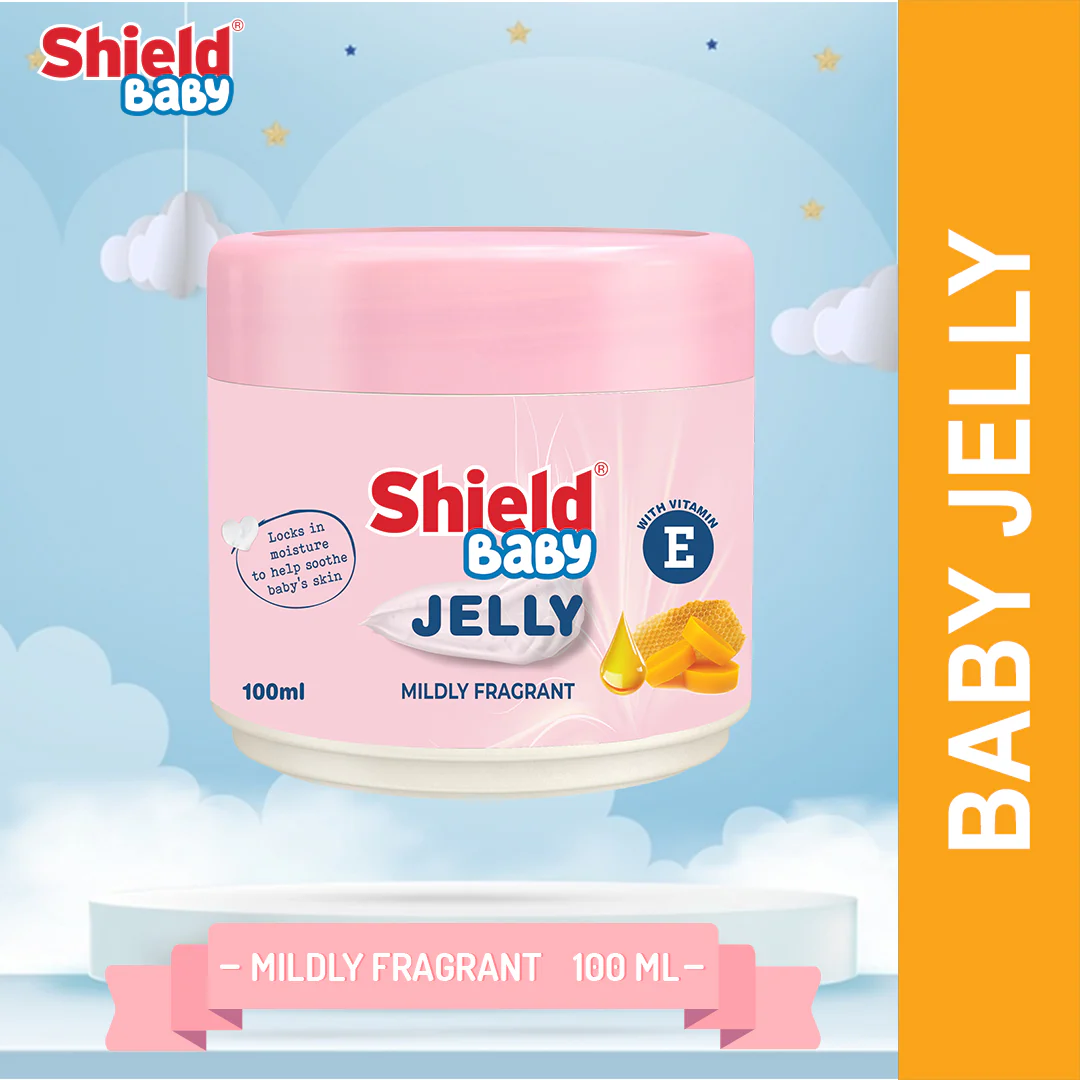 Shield®
BaBy
Shield®
BaBy
JELLY
MILDLY FRAGRANT
Locks in
moisture
to help soothe
baby's skin
100ml
WITH VITAMIN
E
— MILDLY FRAGRANT 100 ML —
BABY JELLY